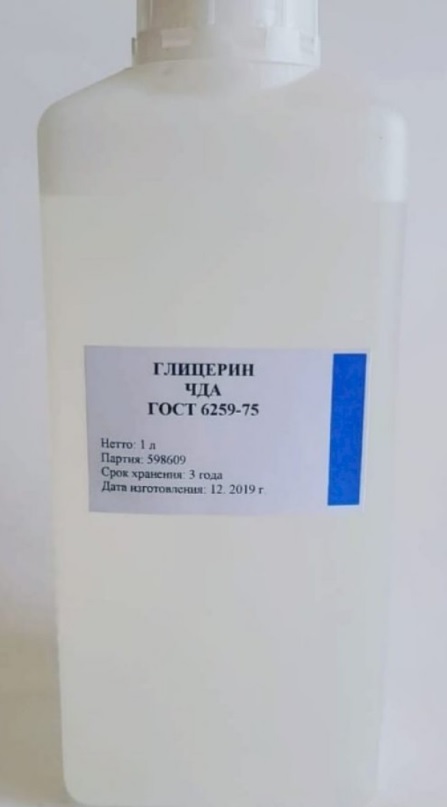 ГЛИЦЕРИН
ЧДА
ГОСТ 6259-75
Нетто: 1 л
Партия: 598609
Срок хранения: 3 года
Дата изготовления: 12. 2019 г.